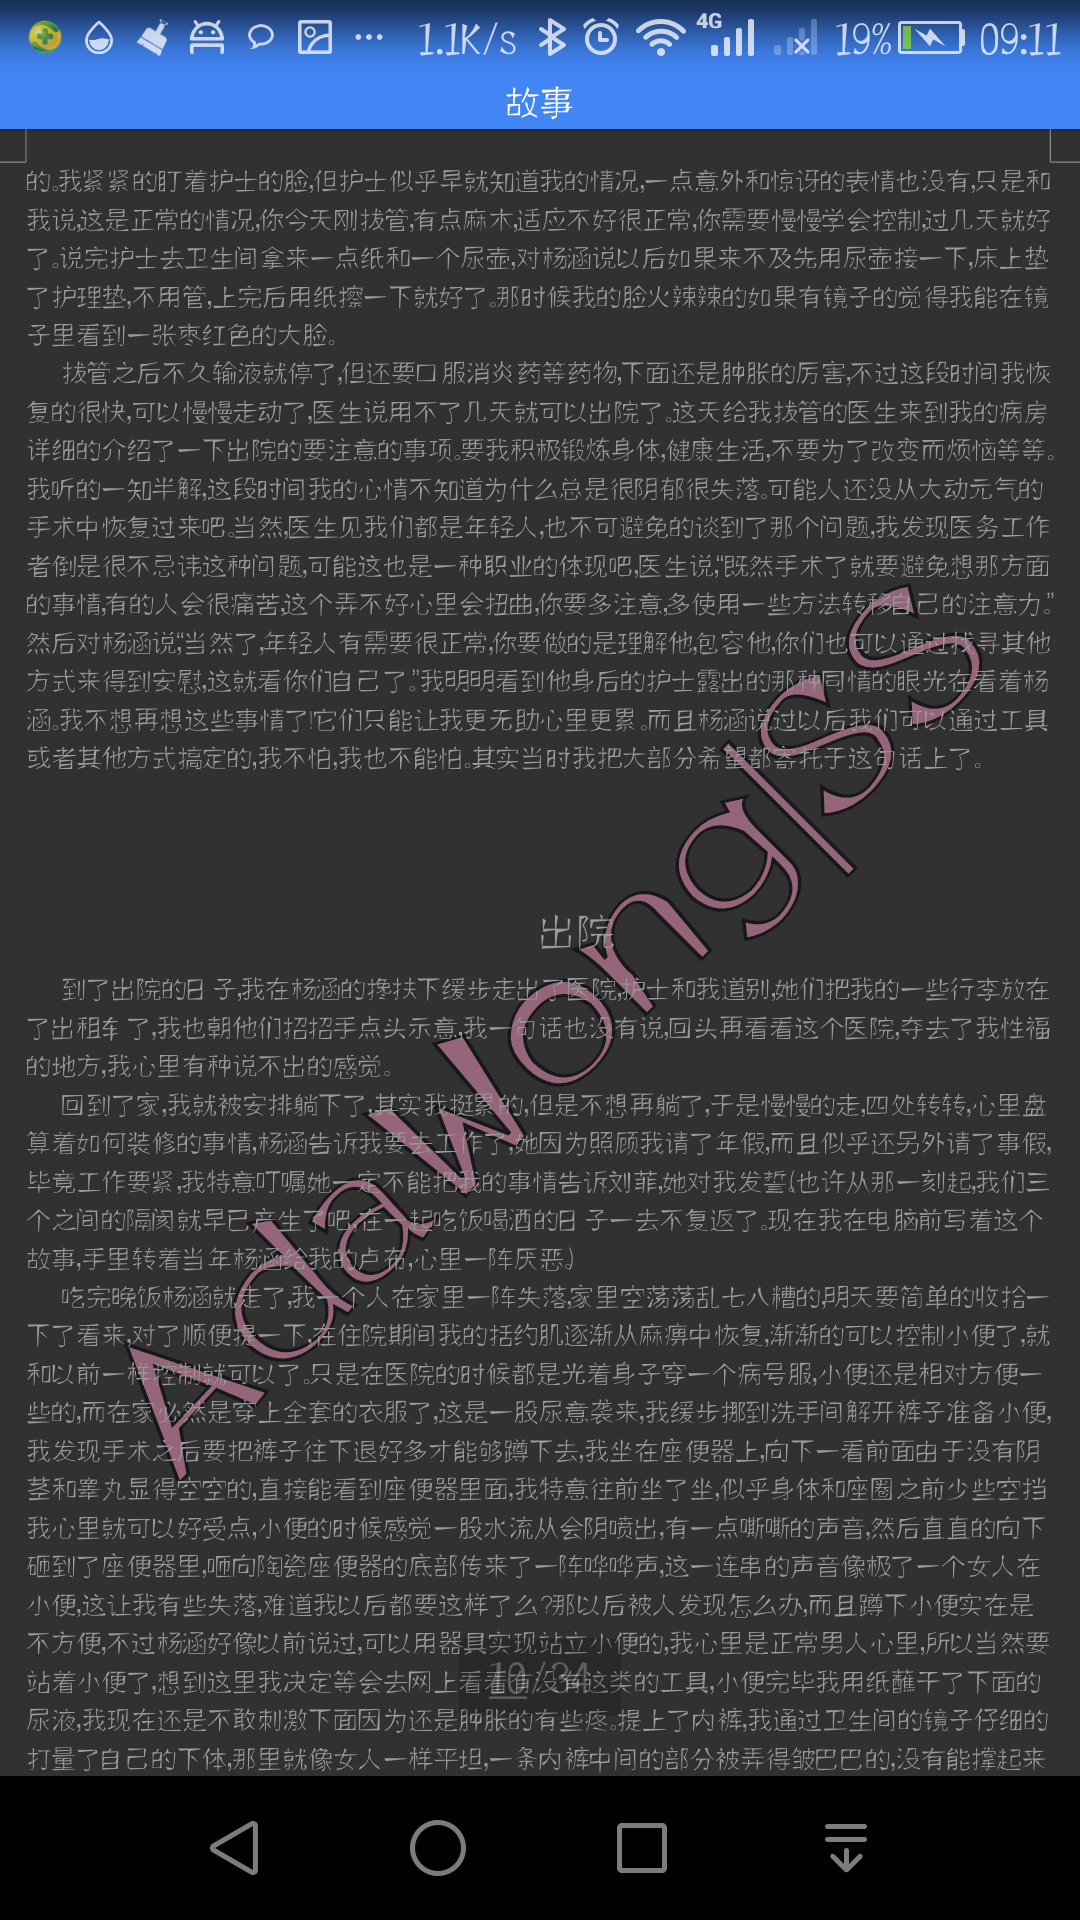 1.1K/s 4G 19% 09:11
故事
的。我紧紧的盯着护士的脸,但护士似乎早就知道我的情况,一点意外和惊讶的表情也没有,只是和
我说,这是正常的情况,你今天刚拔管,有点麻木,适应不好很正常,你需要慢慢学会控制,过几天就好
了。说完护士去卫生间拿来一点纸和一个尿壶,对杨涵说以后如果来不及先用尿壶接一下,床上垫
了护理垫,不用管,上完后用纸擦一下就好了。那时候我的脸火辣辣的如果有镜子的觉得我能在镜
子里看到一张枣红色的大脸。
拔管之后不久输液就停了,但还要口服消炎药等药物,下面还是肿胀的厉害,不过这段时间我恢
复的很快,可以慢慢走动了,医生说用不了几天就可以出院了。这天给我拔管的医生来到我的病房
详细的介绍了一下出院的要注意的事项。要我积极锻炼身体,健康生活,不要为了改变而烦恼等等。
我听的一知半解,这段时间我的心情不知道为什么总是很阴郁很失落。可能人还没从大动元气的
手术中恢复过来吧。当然,医生见我们都是年轻人,也不可避免的谈到了那个问题,我发现医务工作
者倒是很不忌讳这种问题,可能这也是一种职业的体现吧,医生说,“既然手术了就要避免想那方面
的事情,有的人会很痛苦,这个弄不好心里会扭曲,你要多注意,多使用一些方法转移自己的注意力。”
然后对杨涵说“当然了,年轻人有需要很正常,你要做的是理解他,包容他,你们也可以通过找寻其他
方式来得到安慰,这就看你们自己了。”我明明看到他身后的护士露出的那种同情的眼光在看着杨
涵。我不想再想这些事情了!它们只能让我更无助心里更累。而且杨涵说过以后我们可以通过工具
或者其他方式搞定的,我不怕,我也不能怕。其实当时我把大部分希望都寄托于这句话上了。
出院
到了出院的日子,我在杨涵的搀扶下缓步走出了医院,护士和我道别,她们把我的一些行李放在
了出租车了,我也朝他们招招手点头示意,我一句话也没有说,回头再看看这个医院,夺去了我性福
的地方,我心里有种说不出的感觉。
回到了家,我就被安排躺下了,其实我挺累的,但是不想再躺了,于是慢慢的走,四处转转,心里盘
算着如何装修的事情,杨涵告诉我要去工作了,她因为照顾我请了年假,而且似乎还另外请了事假,
毕竟工作要紧,我特意叮嘱她一定不能把我的事情告诉刘菲,她对我发誓(也许从那一刻起,我们三
个之间的隔阂就早已产生了吧,在一起吃饭喝酒的日子一去不复返了。现在我在电脑前写着这个
故事,手里转着当年杨涵给我的卢布,心里一阵厌恶)
吃完晚饭杨涵就走了,我一个人在家里一阵失落,家里空荡荡乱七八糟的,明天要简单的收拾一
下了看来,对了顺便提一下,在住院期间我的括约肌逐渐从麻痹中恢复,渐渐的可以控制小便了,就
和以前一样控制就可以了。只是在医院的时候都是光着身子穿一个病号服,小便还是相对方便一
些的,而在家必然是穿上全套的衣服了,这是一股尿意袭来,我缓步挪到洗手间解开裤子准备小便,
我发现手术之后要把裤子往下退好多才能够蹲下去,我坐在座便器上,向下一看前面由于没有阴
茎和睾丸显得空空的,直接能看到座便器里面,我特意往前坐了坐,似乎身体和座圈之前少些空挡
我心里就可以好受点,小便的时候感觉一股水流从会阴喷出,有一点嘶嘶的声音,然后直直的向下
砸到了座便器里,咂向陶瓷座便器的底部传来了一阵哗哗声,这一连串的声音像极了一个女人在
小便,这让我有些失落,难道我以后都要这样了么?那以后被人发现怎么办,而且蹲下小便实在是
不方便,不过杨涵好像以前说过,可以用器具实现站立小便的,我心里是正常男人心里,所以当然要
站着小便了,想到这里我决定等会去网上看看有没有这类的工具,小便完毕我用纸蘸干了下面的
尿液,我现在还是不敢刺激下面因为还是肿胀的有些疼。提上了内裤,我通过卫生间的镜子仔细的
打量了自己的下体,那里就像女人一样平坦,一条内裤中间的部分被弄得皱巴巴的,没有能撑起来
10/34
Adawong|SS